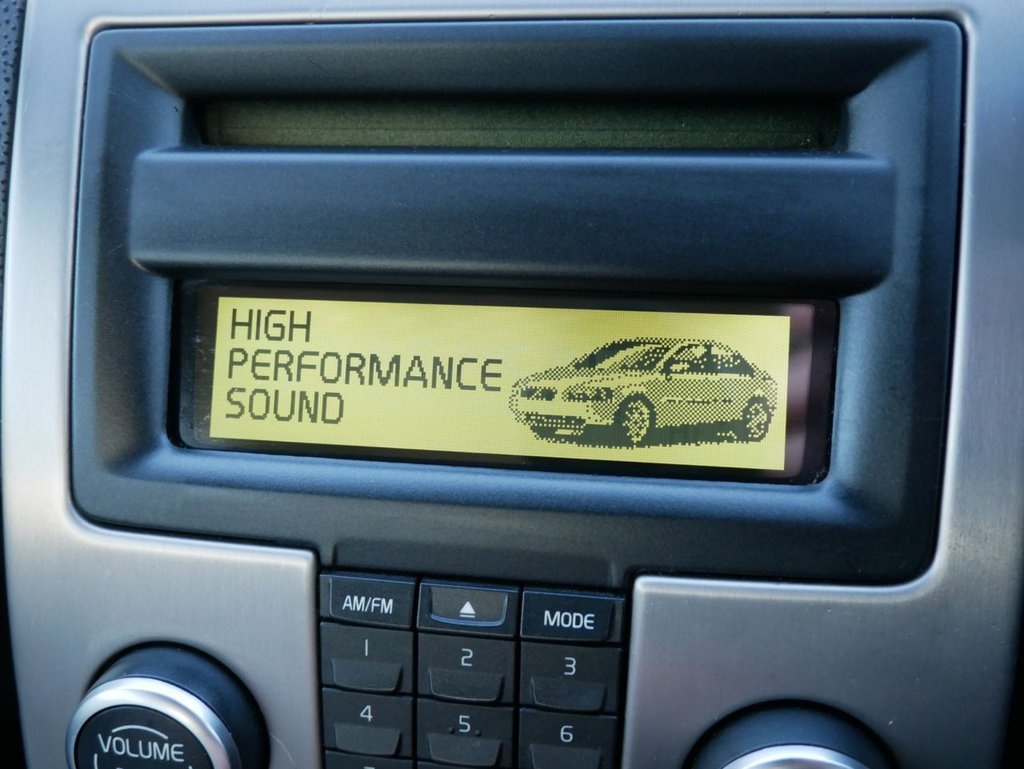 HIGH
PERFORMANCE
SOUND
AM/FM
MODE
1 2 3
4 5 6
VOLUME